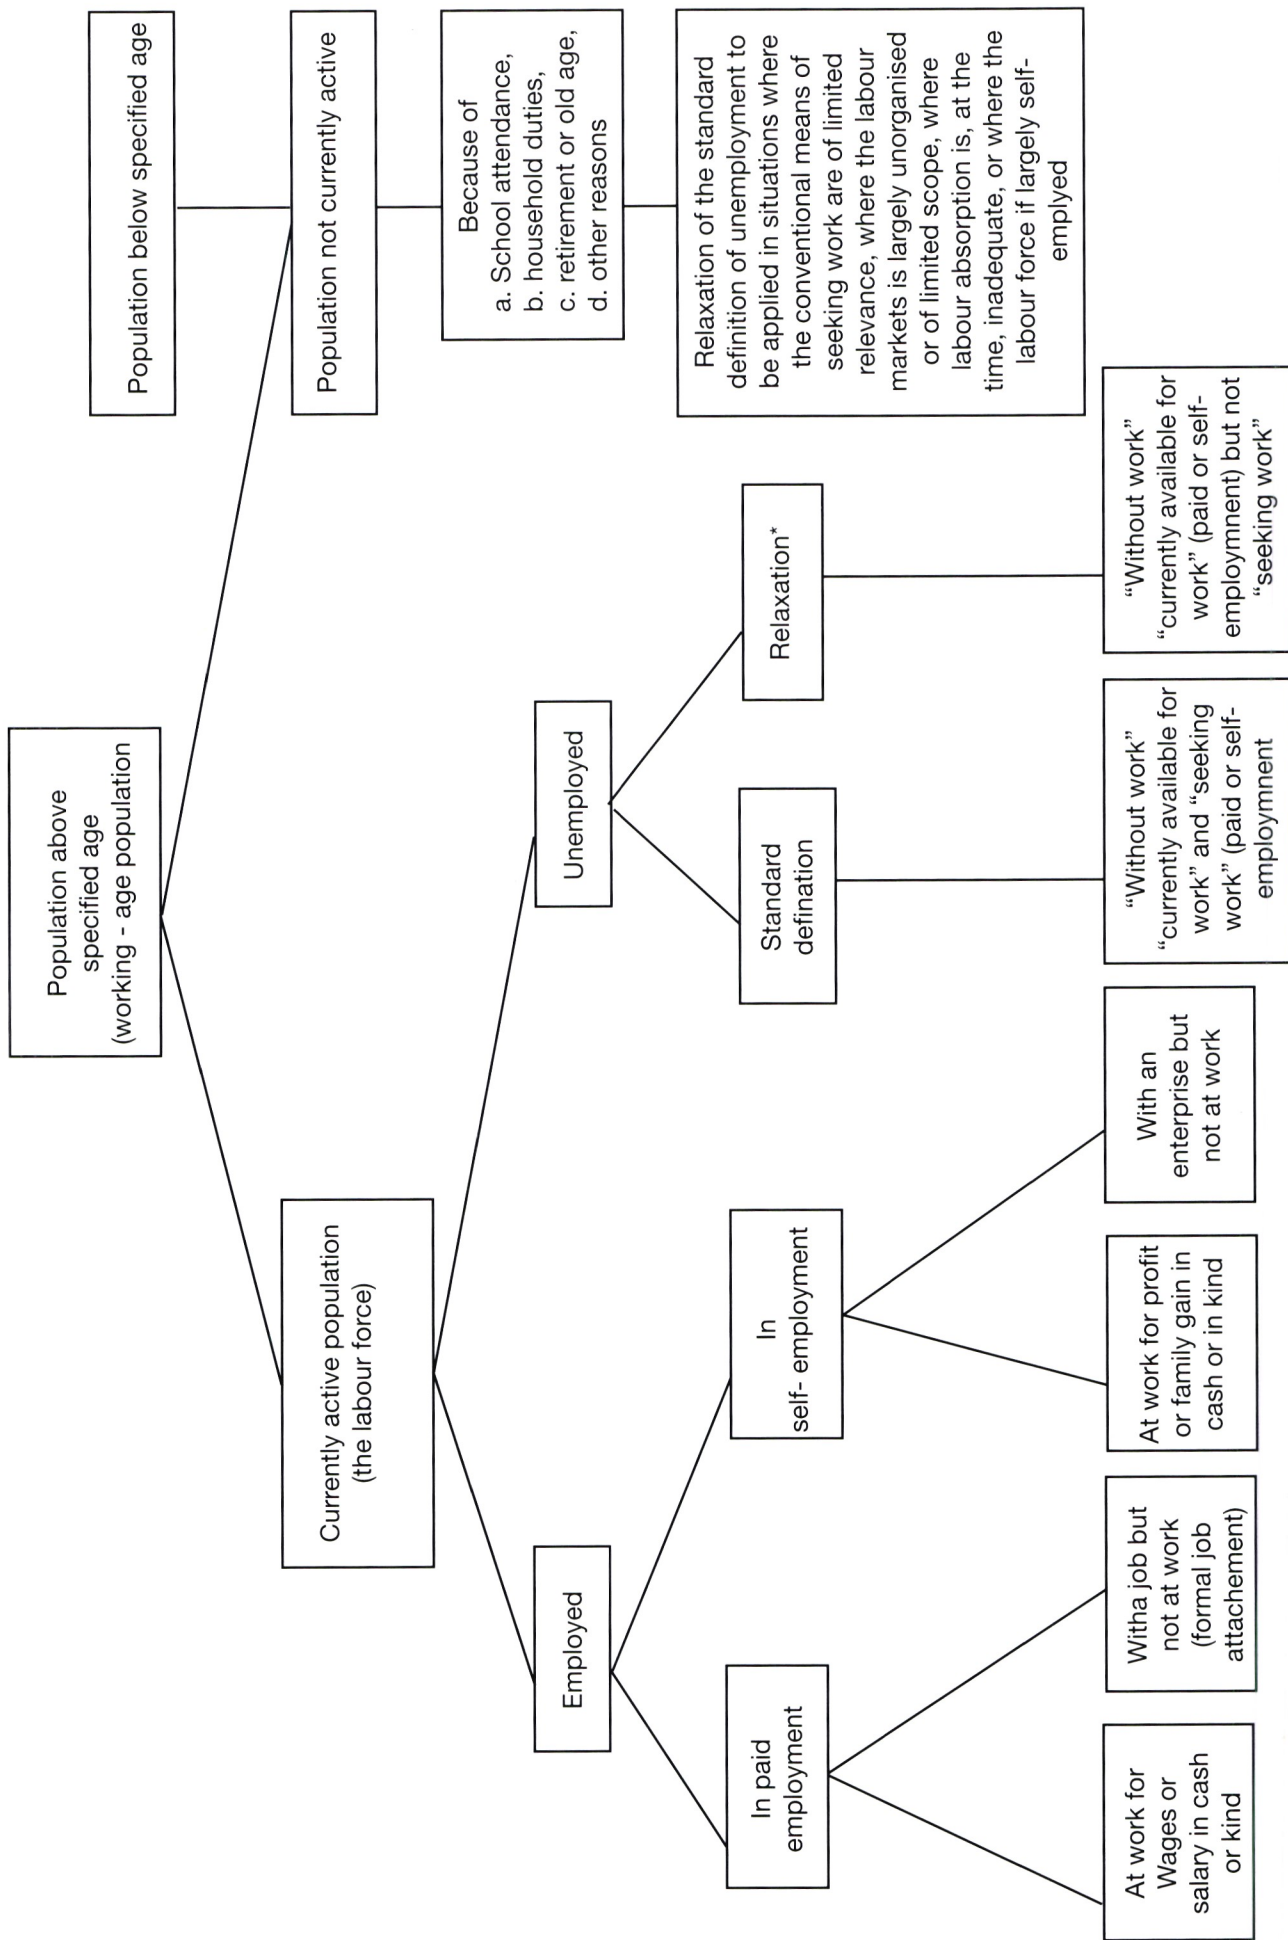 Population above
specified age
(working - age population
Population below specified age
Currently active population
(the labour force)
Population not currently active
Because of
a. School attendance,
b. household duties,
c. retirement or old age,
d. other reasons
Employed
Unemployed
Relaxation of the standard
definition of unemployment to
be applied in situations where
the conventional means of
seeking work are of limited
relevance, where the labour
markets is largely unorganised
or of limited scope, where
labour absorption is, at the
time, inadequate, or where the
labour force if largely self-
emplyed
In paid
employment
In
self- employment
Standard
defination
Relaxation*
At work for
Wages or
salary in cash
or kind
Witha job but
not at work
(formal job
attachement)
At work for profit
or family gain in
cash or in kind
With an
enterprise but
not at work
“Without work”
“currently available for
work” and “seeking
work” (paid or self-
employmnent
“Without work”
“currently available for
work” (paid or self-
employmnent) but not
“seeking work”